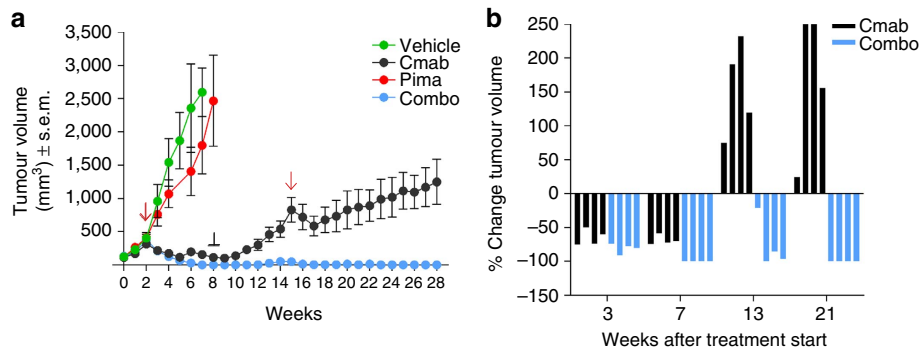 a
Tumour volume
(mm³) ± s.e.m.
3,500
3,000
2,500
2,000
1,500
1,000
500
Vehicle
Cmab
Pima
Combo
0 2 4 6 8 10 12 14 16 18 20 22 24 26 28
Weeks
b
% Change tumour volume
250
200
150
100
50
0
−50
−100
−150
Cmab
Combo
3 7 13 21
Weeks after treatment start